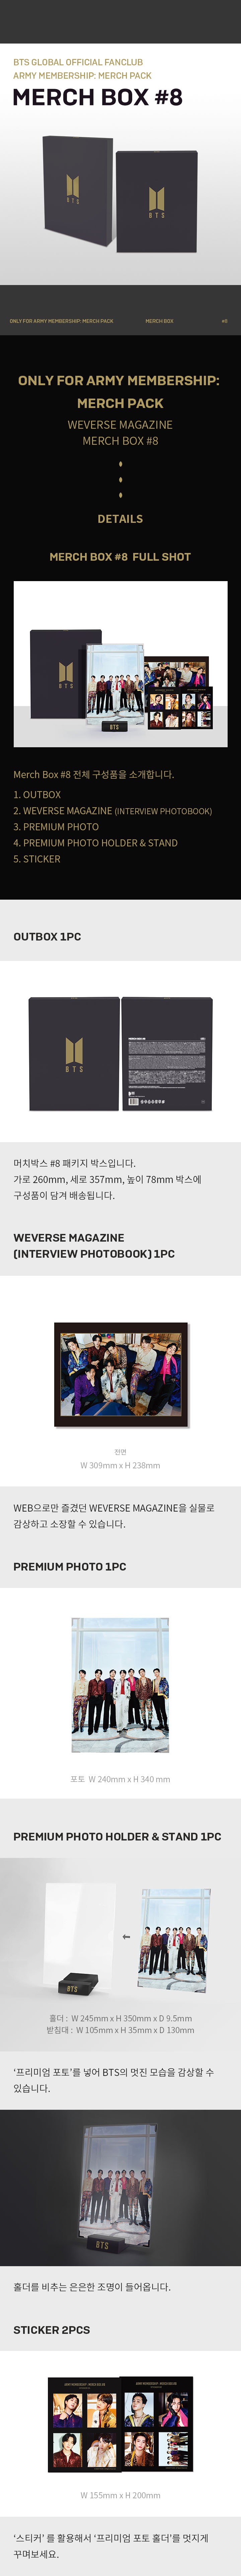 BTS GLOBAL OFFICIAL FANCLUB
ARMY MEMBERSHIP: MERCH PACK
MERCH BOX #8
BTS
BTS
ONLY FOR ARMY MEMBERSHIP: MERCH PACK
MERCH BOX
#8
ONLY FOR ARMY MEMBERSHIP:
MERCH PACK
WEVERSE MAGAZINE
MERCH BOX #8
DETAILS
MERCH BOX #8 FULL SHOT
BTS
BTS
Merch Box #8 전체 구성품을 소개합니다.
1. OUTBOX
2. WEVERSE MAGAZINE (INTERVIEW PHOTOBOOK)
3. PREMIUM PHOTO
4. PREMIUM PHOTO HOLDER & STAND
5. STICKER
OUTBOX 1PC
BTS
MERCH BOX #8
머치박스 #8 패키지 박스입니다.
가로 260mm, 세로 357mm, 높이 78mm 박스에
구성품이 담겨 배송됩니다.
WEVERSE MAGAZINE
(INTERVIEW PHOTOBOOK) 1PC
전면
W 309mm x H 238mm
WEB으로만 즐겼던 WEVERSE MAGAZINE을 실물로
감상하고 소장할 수 있습니다.
PREMIUM PHOTO 1PC
포토 W 240mm x H 340 mm
PREMIUM PHOTO HOLDER & STAND 1PC
BTS
홀더 : W 245mm x H 350mm x D 9.5mm
받침대 : W 105mm x H 35mm x D 130mm
‘프리미엄 포토’를 넣어 BTS의 멋진 모습을 감상할 수
있습니다.
BTS
홀더를 비추는 은은한 조명이 들어옵니다.
STICKER 2PCS
W 155mm x H 200mm
‘스티커’ 를 활용해서 ‘프리미엄 포토 홀더’를 멋지게
꾸며보세요.